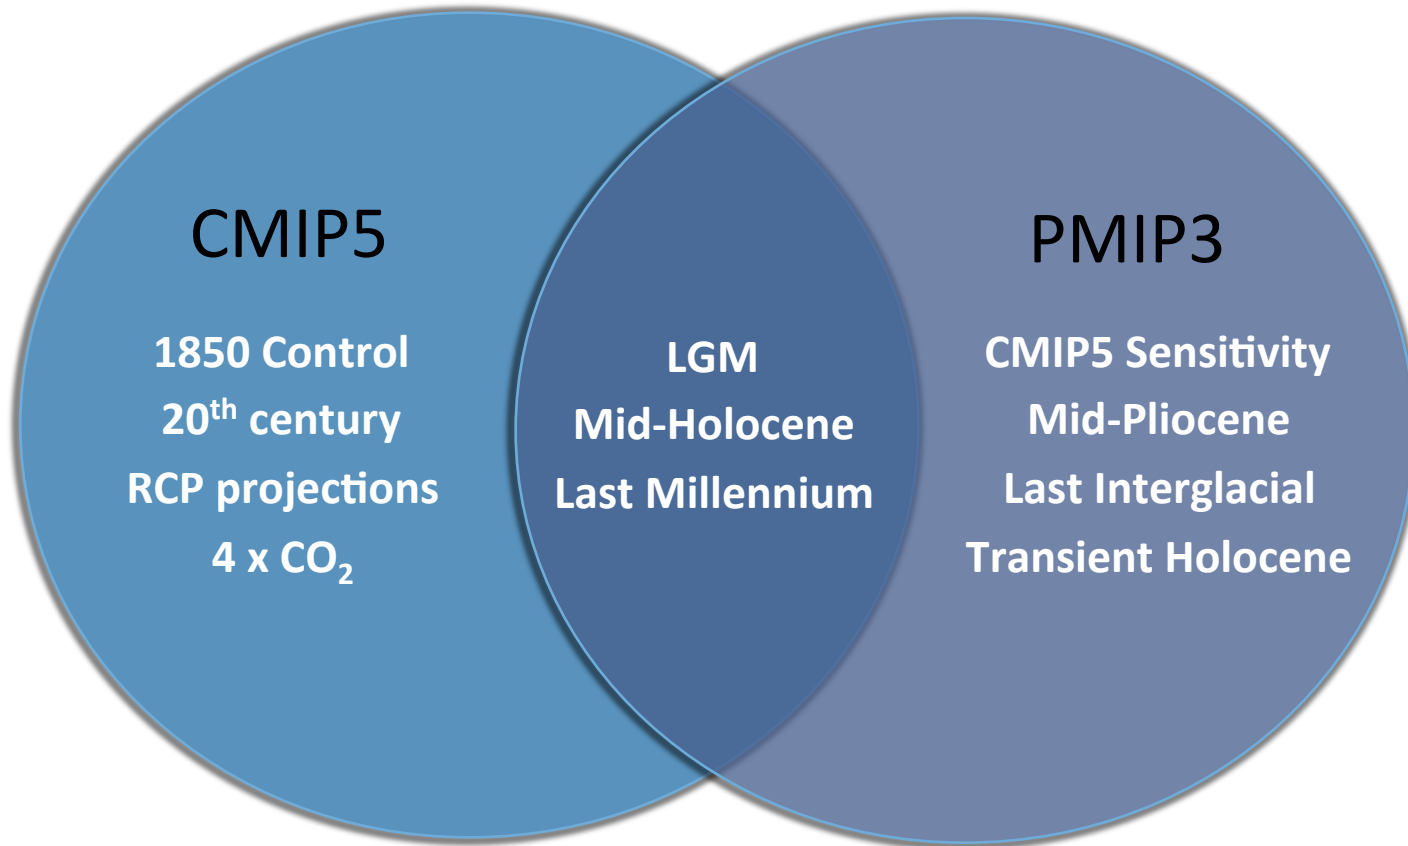 CMIP5
1850 Control
20th century
RCP projections
4 x CO₂
LGM
Mid-Holocene
Last Millennium
PMIP3
CMIP5 Sensitivity
Mid-Pliocene
Last Interglacial
Transient Holocene